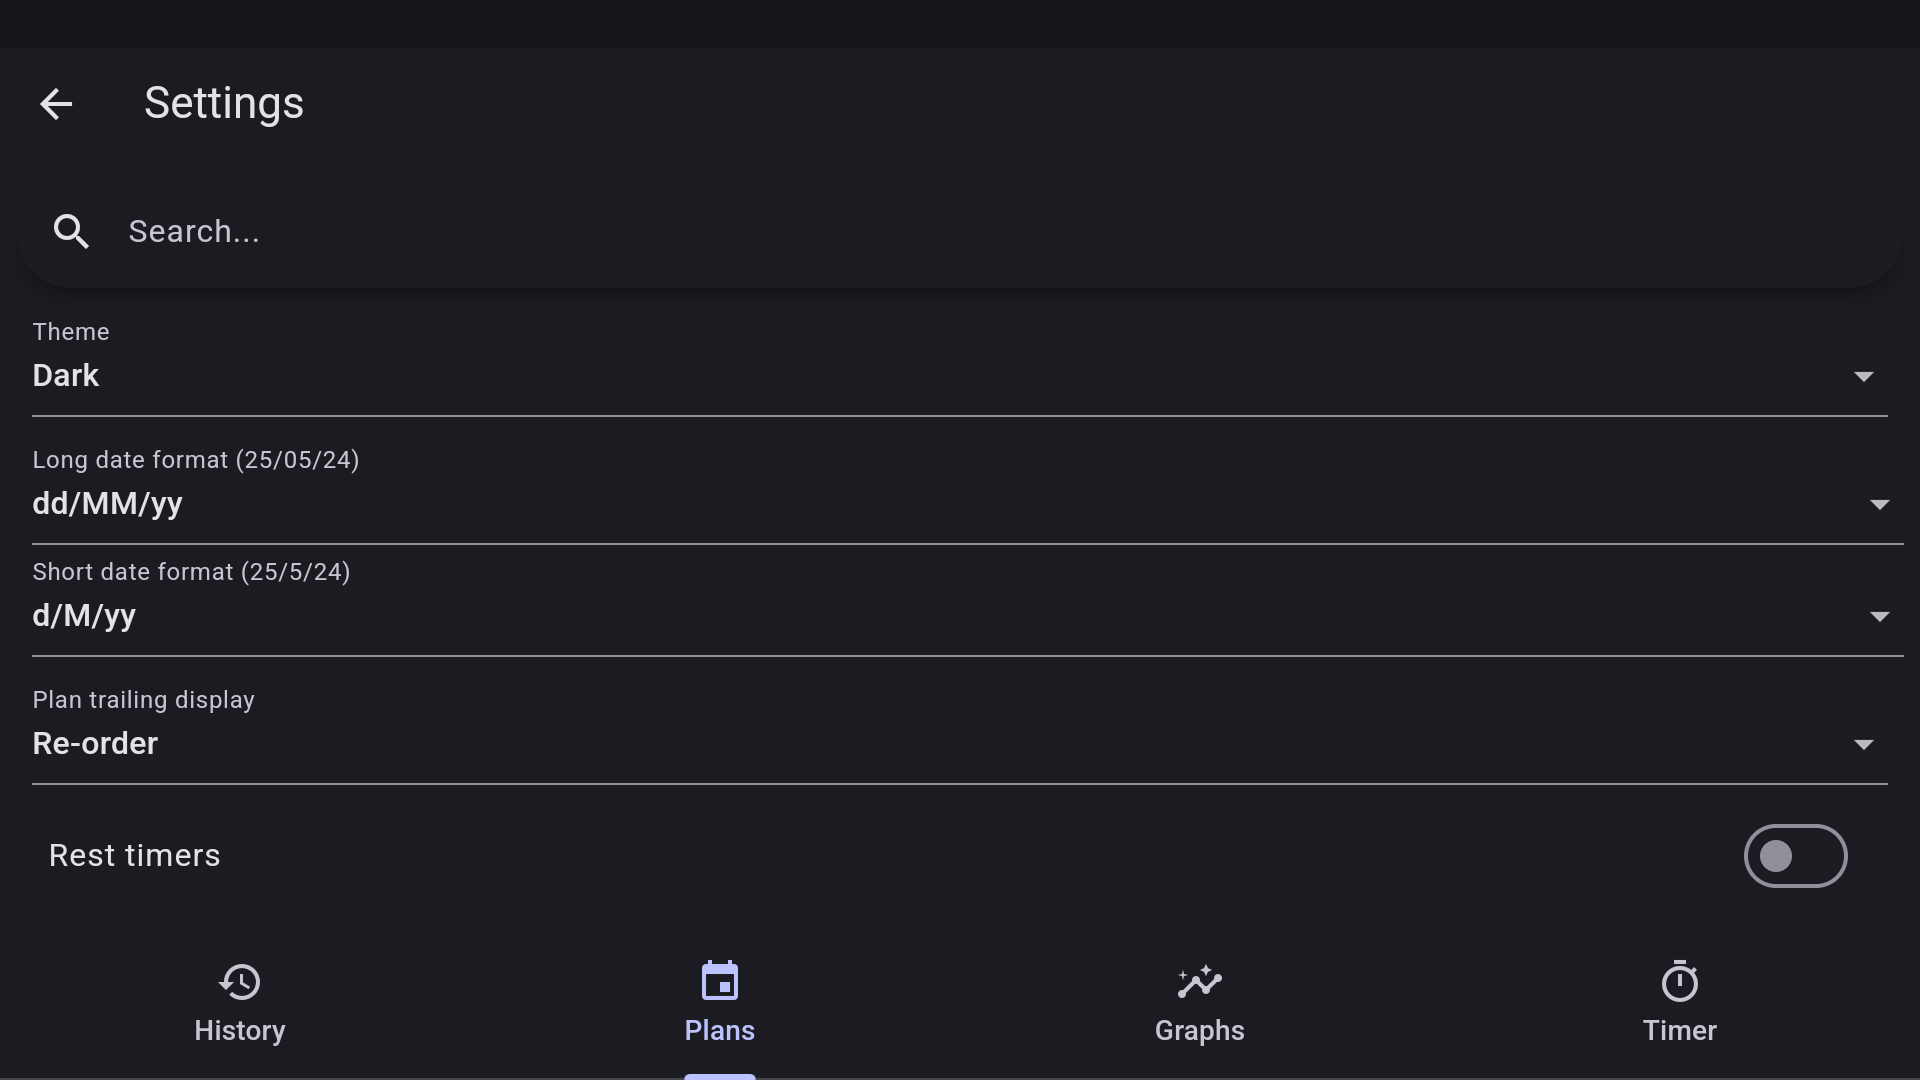 Settings
Search...
Theme
Dark
Long date format (25/05/24)
dd/MM/yy
Short date format (25/5/24)
d/M/yy
Plan trailing display
Re-order
Rest timers
History
Plans
Graphs
Timer